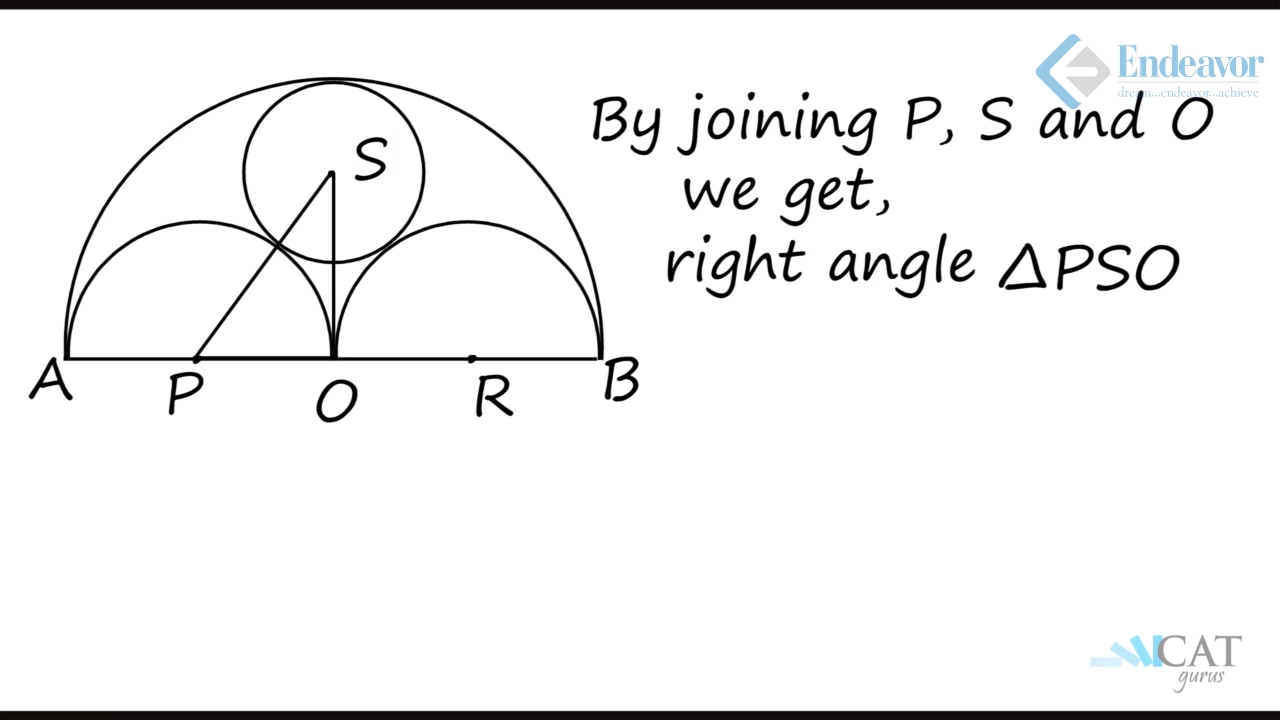 Endeavor
dream...endeavor...achieve
By joining P, S and O
we get,
right angle ΔPSO
S
A
P
O
R
B
CAT
gurus